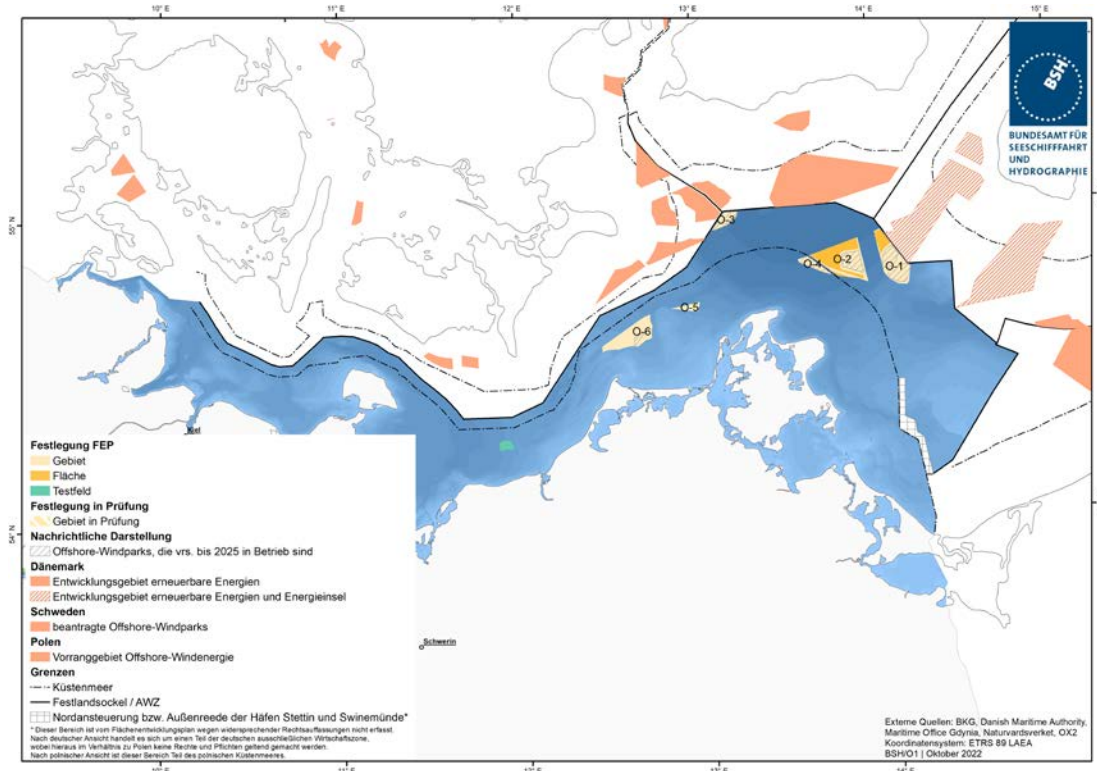 10° E
11° E
12° E
13° E
14° E
15° E
BSH
BUNDESAMT FÜR
SEESCHIFFFAHRT
UND
HYDROGRAPHIE
55° N
55° N
O-3
O-4
O-2
O-1
O-5
O-6
Kiel
54° N
54° N
Schwerin
Festlegung FEP
Gebiet
Fläche
Testfeld
Festlegung in Prüfung
Gebiet in Prüfung
Nachrichtliche Darstellung
Offshore-Windparks, die vrs. bis 2025 in Betrieb sind
Dänemark
Entwicklungsgebiet erneuerbare Energien
Entwicklungsgebiet erneuerbare Energien und Energieinsel
Schweden
beantragte Offshore-Windparks
Polen
Vorranggebiet Offshore-Windenergie
Grenzen
Küstenmeer
Festlandsockel / AWZ
Nordansteuerung bzw. Außenreede der Häfen Stettin und Swinemünde*
* Dieser Bereich ist vom Flächenentwicklungsplan wegen widersprechender Rechtsauffassungen nicht erfasst.
Nach deutscher Ansicht handelt es sich um einen Teil der deutschen ausschließlichen Wirtschaftszone,
wobei hieraus im Verhältnis zu Polen keine Rechte und Pflichten geltend gemacht werden.
Nach polnischer Ansicht ist dieser Bereich Teil des polnischen Küstenmeeres.
Externe Quellen: BKG, Danish Maritime Authority,
Maritime Office Gdynia, Naturvardsverket, OX2
Koordinatensystem: ETRS 89 LAEA
BSH/O1 | Oktober 2022
10° E
11° E
12° E
13° E
14° E